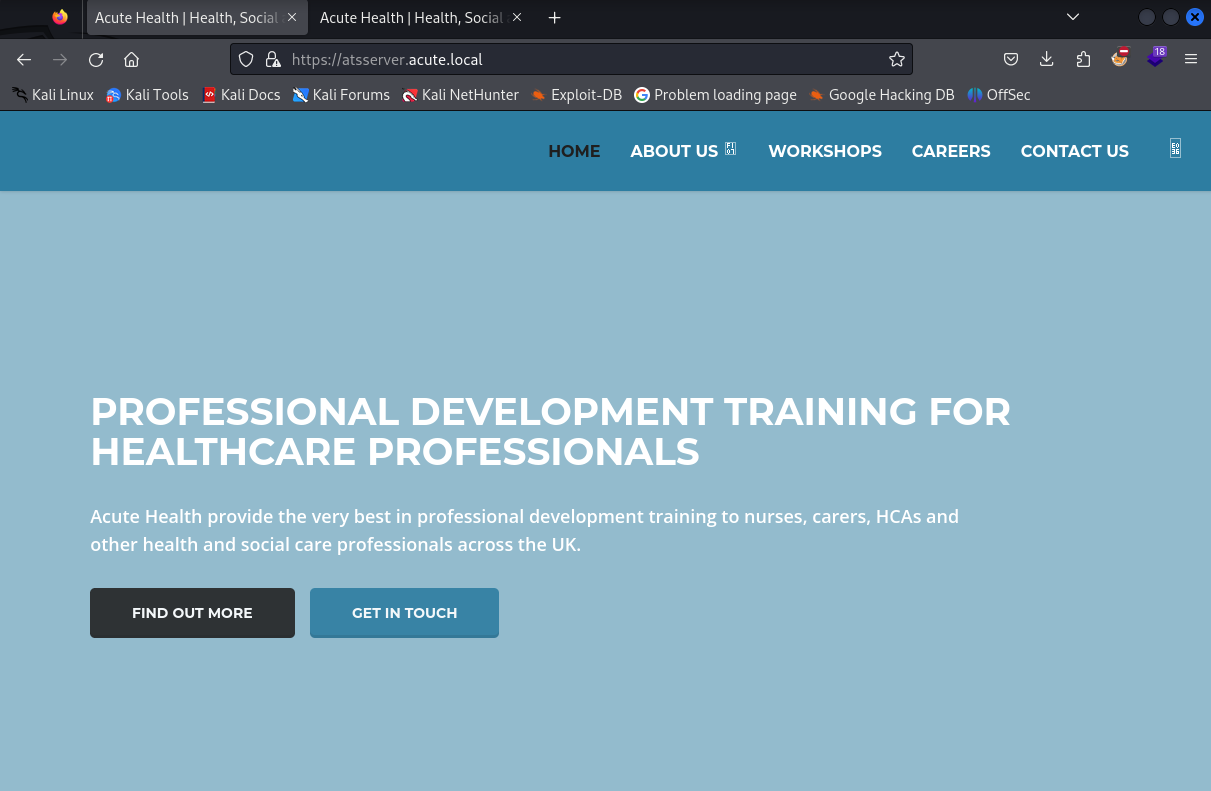 Acute Health | Health, Social
Acute Health | Health, Social
https://atsserver.acute.local
18
Kali Linux Kali Tools Kali Docs Kali Forums Kali NetHunter Exploit-DB Problem loading page Google Hacking DB OffSec
HOME ABOUT US WORKSHOPS CAREERS CONTACT US
PROFESSIONAL DEVELOPMENT TRAINING FOR
HEALTHCARE PROFESSIONALS
Acute Health provide the very best in professional development training to nurses, carers, HCAs and
other health and social care professionals across the UK.
FIND OUT MORE GET IN TOUCH